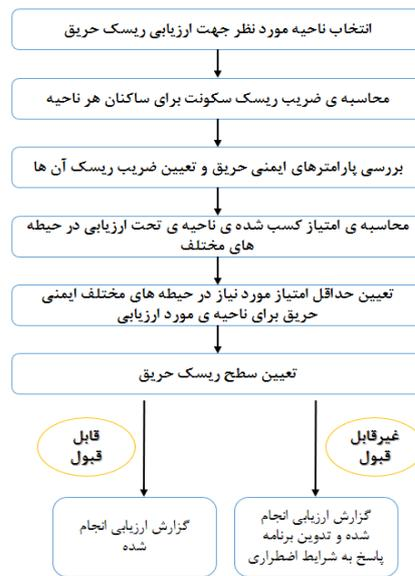 انتخاب ناحیه مورد نظر جهت ارزیابی ریسک حریق
محاسبه ی ضریب ریسک سکونت برای ساکنان هر ناحیه
بررسی پارامترهای ایمنی حریق و تعیین ضریب ریسک آن ها
محاسبه ی امتیاز کسب شده ی ناحیه ی تحت ارزیابی در حیطه
های مختلف
تعیین حداقل امتیاز مورد نیاز در حیطه های مختلف ایمنی
حریق برای ناحیه ی مورد ارزیابی
تعیین سطح ریسک حریق
غیرقابل
قبول
قابل
قبول
گزارش ارزیابی انجام
شده و تدوین برنامه
پاسخ به شرایط اضطراری
گزارش ارزیابی انجام
شده